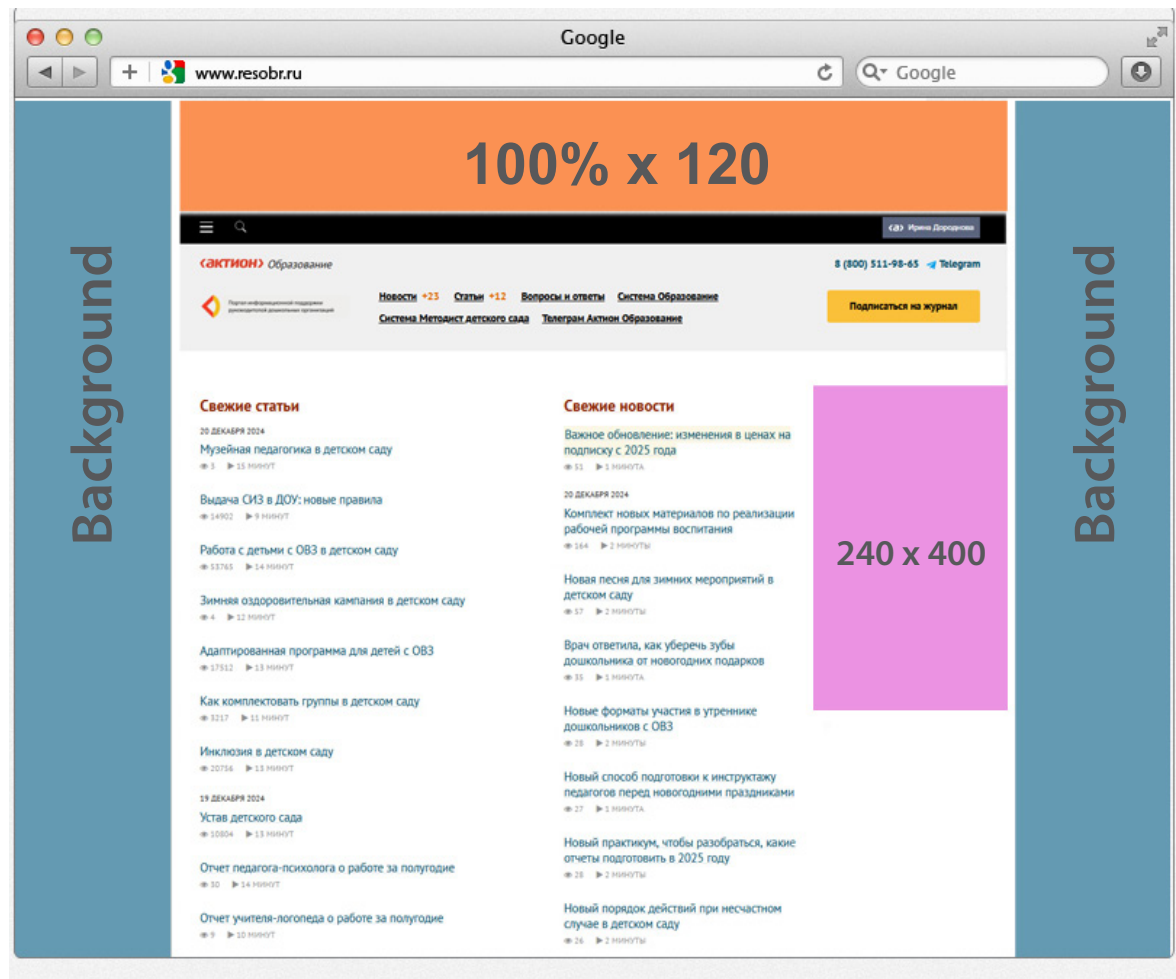 Google
www.resobr.ru
Google
100% x 120
Background
Background
(а) Ирина Дороднова
‹АКТИОН› Образование
8 (800) 511-98-65 Telegram
Портал информационной поддержки
руководителей дошкольных организаций
Новости +23 Статьи +12 Вопросы и ответы Система Образование
Система Методист детского сада Телеграм Актион Образование
Подписаться на журнал
Свежие статьи
20 ДЕКАБРЯ 2024
Музейная педагогика в детском саду
3 15 МИНУТ
Выдача СИЗ в ДОУ: новые правила
14902 9 МИНУТ
Работа с детьми с ОВЗ в детском саду
53765 14 МИНУТ
Зимняя оздоровительная кампания в детском саду
4 12 МИНУТ
Адаптированная программа для детей с ОВЗ
17512 13 МИНУТ
Как комплектовать группы в детском саду
3217 11 МИНУТ
Инклюзия в детском саду
20756 13 МИНУТ
19 ДЕКАБРЯ 2024
Устав детского сада
10804 13 МИНУТ
Отчет педагога-психолога о работе за полугодие
30 14 МИНУТ
Отчет учителя-логопеда о работе за полугодие
9 10 МИНУТ
Свежие новости
Важное обновление: изменения в ценах на
подписку с 2025 года
51 1 МИНУТА
20 ДЕКАБРЯ 2024
Комплект новых материалов по реализации
рабочей программы воспитания
164 2 МИНУТЫ
Новая песня для зимних мероприятий в
детском саду
57 2 МИНУТЫ
Врач ответила, как уберечь зубы
дошкольника от новогодних подарков
35 1 МИНУТА
Новые форматы участия в утреннике
дошкольников с ОВЗ
28 2 МИНУТЫ
Новый способ подготовки к инструктажу
педагогов перед новогодними праздниками
27 1 МИНУТА
Новый практикум, чтобы разобраться, какие
отчеты подготовить в 2025 году
28 2 МИНУТЫ
Новый порядок действий при несчастном
случае в детском саду
26 2 МИНУТЫ
240 x 400